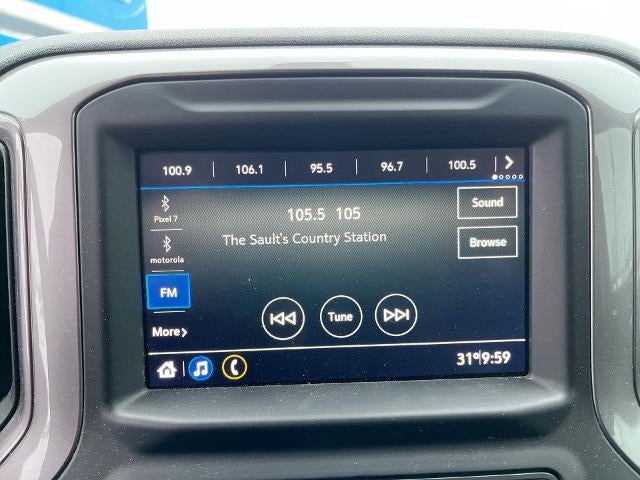 100.9 106.1 95.5 96.7 100.5
Pixel 7
motorola
FM
More
105.5 105
The Sault's Country Station
Sound
Browse
Tune
31° 9:59